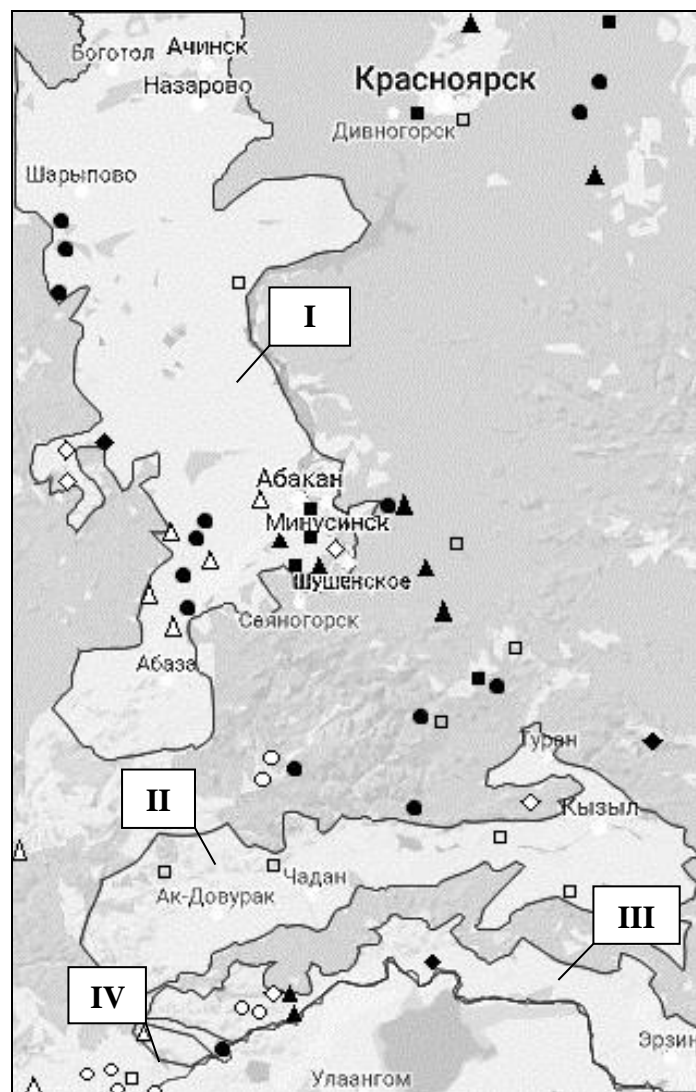 Боготол Ачинск
Назарово
Красноярск
Дивногорск
Шарыпово
I
Абакан
Минусинск
Шушенское
Саяногорск
Абаза
Туран
II
Кызыл
Чадан
Ак-Довурак
III
IV
Эрзин
Улаангом